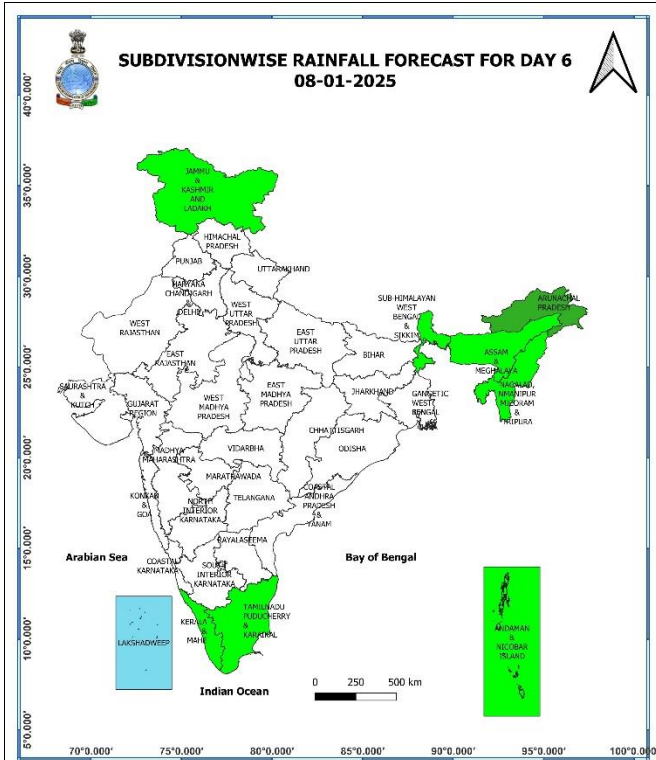 SUBDIVISIONWISE RAINFALL FORECAST FOR DAY 6
08-01-2025
40°0.000'
35°0.000'
30°0.000'
25°0.000'
20°0.000'
15°0.000'
10°0.000'
5°0.000'
JAMMU
&
KASHMIR
AND
LADAKH
HIMACHAL
PRADESH
PUNJAB
UTTARAKHAND
HARYANA
CHANDIGARH
&
DELHI
WEST
UTTAR
PRADESH
WEST
RAJASTHAN
EAST
RAJASTHAN
EAST
UTTAR
PRADESH
BIHAR
SUB HIMALAYAN
WEST
BENGAL
&
SIKKIM
ARUNACHAL
PRADESH
ASSAM
&
MEGHALAYA
NAGALAD,
NMANIPUR
MIZORAM
&
TRIPURA
SAURASHTRA
&
KUTCH
GUJARAT
REGION
WEST
MADHYA
PRADESH
EAST
MADHYA
PRADESH
JHARKHAND
GANGETIC
WEST
BENGAL
CHHATTISGARH
ODISHA
MADHYA
MAHARASHTRA
VIDARBHA
MARATHWADA
TELANGANA
KONKAN
&
GOA
NORTH
INTERIOR
KARNATAKA
COASTAL
ANDHRA
PRADESH
&
YANAM
RAYALASEEMA
Arabian Sea
Bay of Bengal
COASTAL
KARNATAKA
SOUTH
INTERIOR
KARNATAKA
TAMILNADU
PUDUCHERRY
&
KARAIKAL
KERALA
&
MAHE
LAKSHADWEEP
ANDAMAN
&
NICOBAR
ISLAND
Indian Ocean
0 250 500 km
70°0.000' 75°0.000' 80°0.000' 85°0.000' 90°0.000' 95°0.000' 100°0.000'